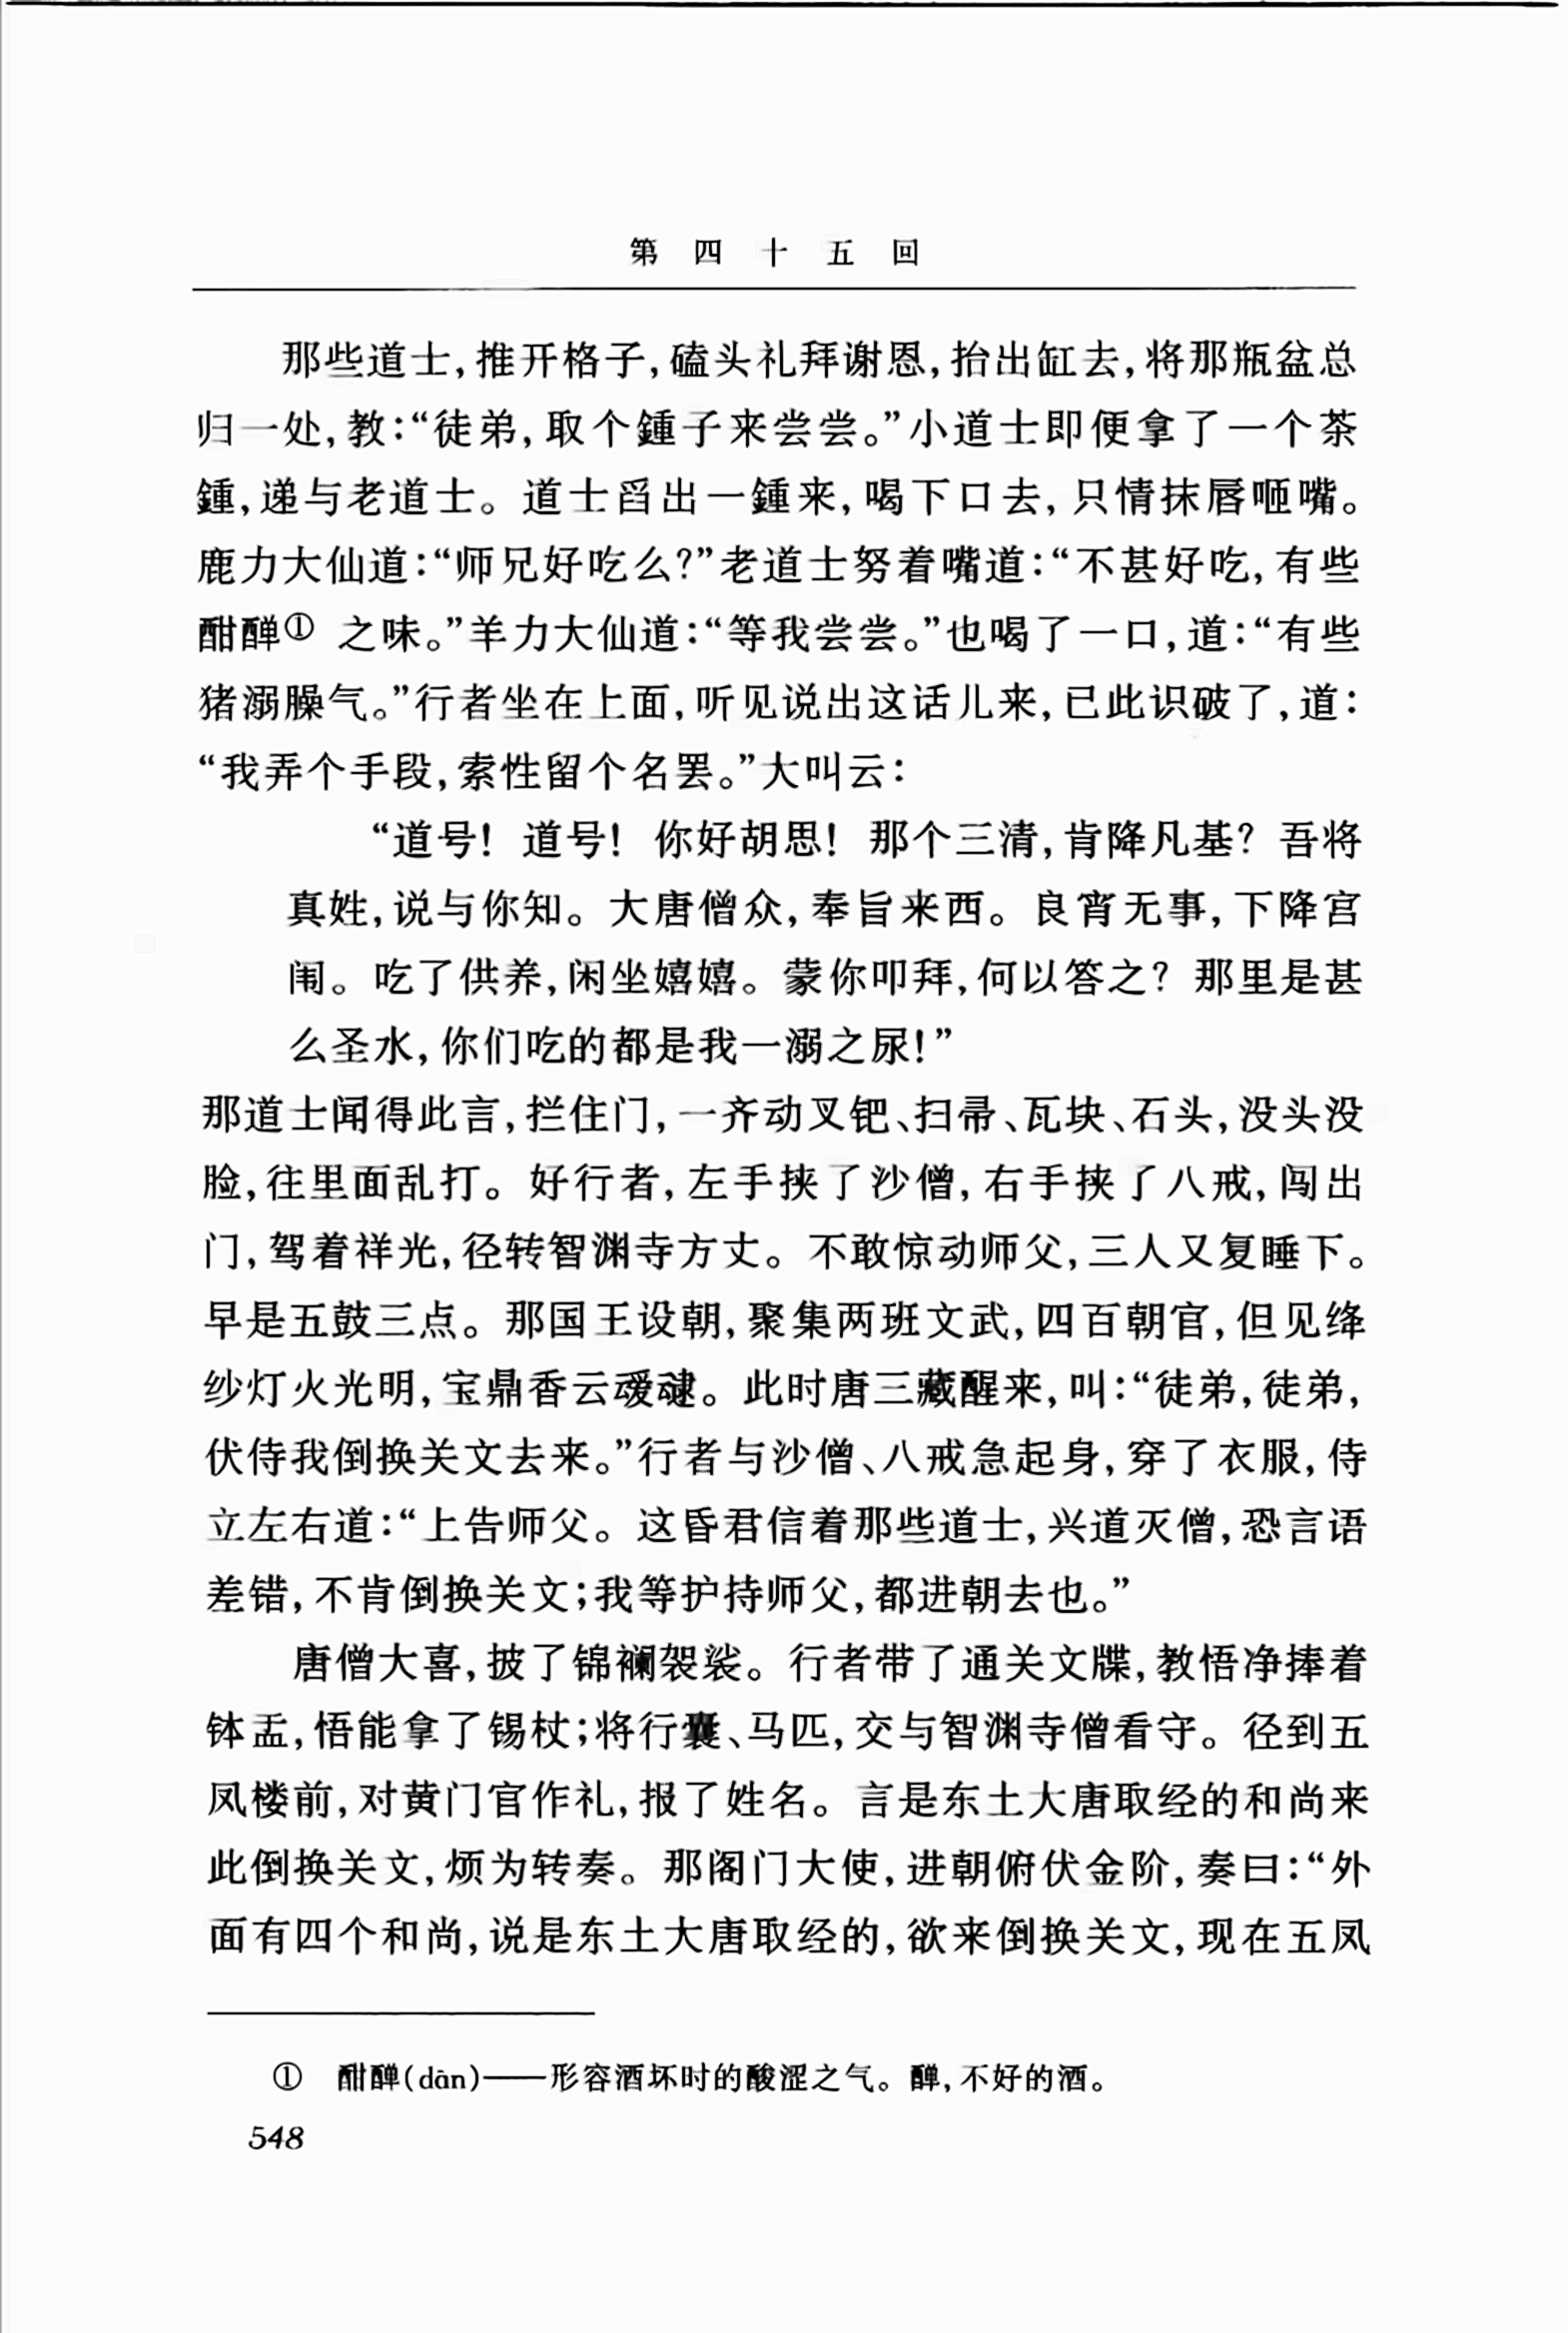 第四十五回
那些道士,推开格子,磕头礼拜谢恩,抬出缸去,将那瓶盆总
归一处,教:“徒弟,取个鍾子来尝尝。”小道士即便拿了一个茶
鍾,递与老道士。道士舀出一鍾来,喝下口去,只情抹唇咂嘴。
鹿力大仙道:“师兄好吃么?”老道士努着嘴道:“不甚好吃,有些
酣䣫① 之味。”羊力大仙道:“等我尝尝。”也喝了一口,道:“有些
猪溺臊气。”行者坐在上面,听见说出这话儿来,已此识破了,道:
“我弄个手段,索性留个名罢。”大叫云:
“道号! 道号! 你好胡思! 那个三清,肯降凡基? 吾将
真姓,说与你知。大唐僧众,奉旨来西。良宵无事,下降宫
闱。吃了供养,闲坐嬉嬉。蒙你叩拜,何以答之? 那里是甚
么圣水,你们吃的都是我一溺之尿!”
那道士闻得此言,拦住门,一齐动叉钯、扫帚、瓦块、石头,没头没
脸,往里面乱打。好行者,左手挟了沙僧,右手挟了八戒,闯出
门,驾着祥光,径转智渊寺方丈。不敢惊动师父,三人又复睡下。
早是五鼓三点。那国王设朝,聚集两班文武,四百朝官,但见绛
纱灯火光明,宝鼎香云叆叇。此时唐三藏醒来,叫:“徒弟,徒弟,
伏侍我倒换关文去来。”行者与沙僧、八戒急起身,穿了衣服,侍
立左右道:“上告师父。这昏君信着那些道士,兴道灭僧,恐言语
差错,不肯倒换关文;我等护持师父,都进朝去也。”
唐僧大喜,披了锦襕袈裟。行者带了通关文牒,教悟净捧着
钵盂,悟能拿了锡杖;将行囊、马匹,交与智渊寺僧看守。径到五
凤楼前,对黄门官作礼,报了姓名。言是东土大唐取经的和尚来
此倒换关文,烦为转奏。那阁门大使,进朝俯伏金阶,奏曰:“外
面有四个和尚,说是东土大唐取经的,欲来倒换关文,现在五凤
① 酣䣫(dān)——形容酒坏时的酸涩之气。䣫,不好的酒。
548